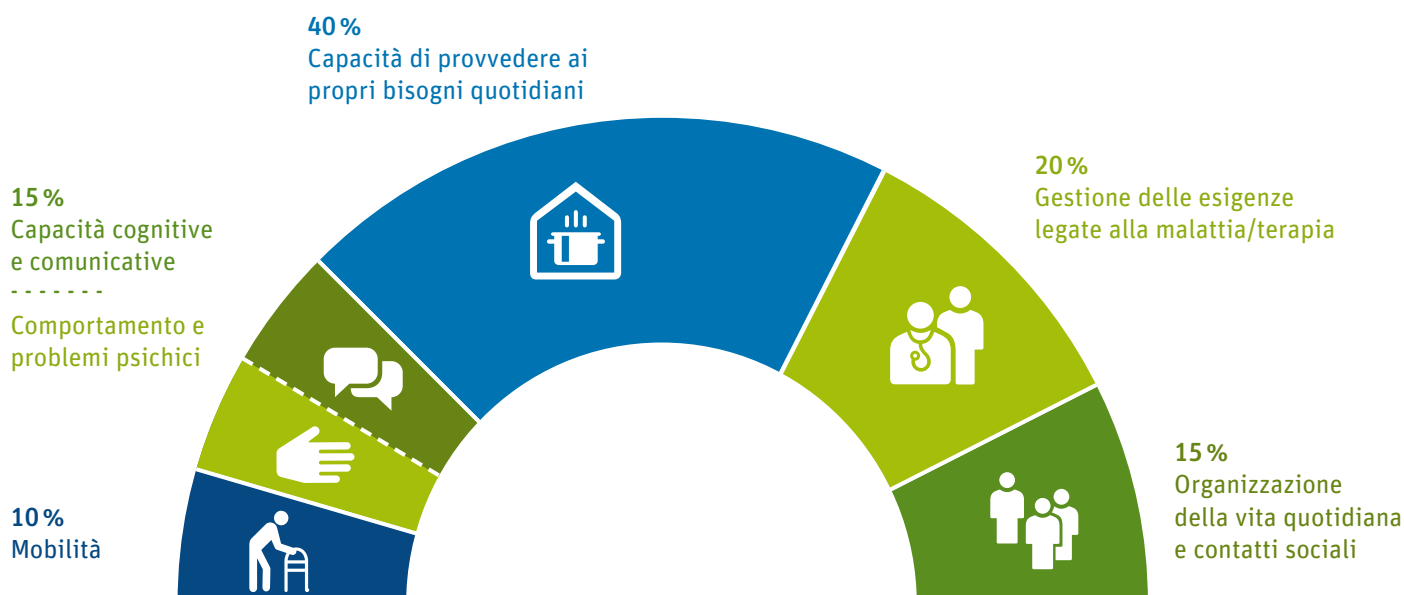 40 %
Capacità di provvedere ai
propri bisogni quotidiani
20 %
Gestione delle esigenze
legate alla malattia/terapia
15 %
Capacità cognitive
e comunicative
- - - - - - -
Comportamento e
problemi psichici
10 %
Mobilità
15 %
Organizzazione
della vita quotidiana
e contatti sociali